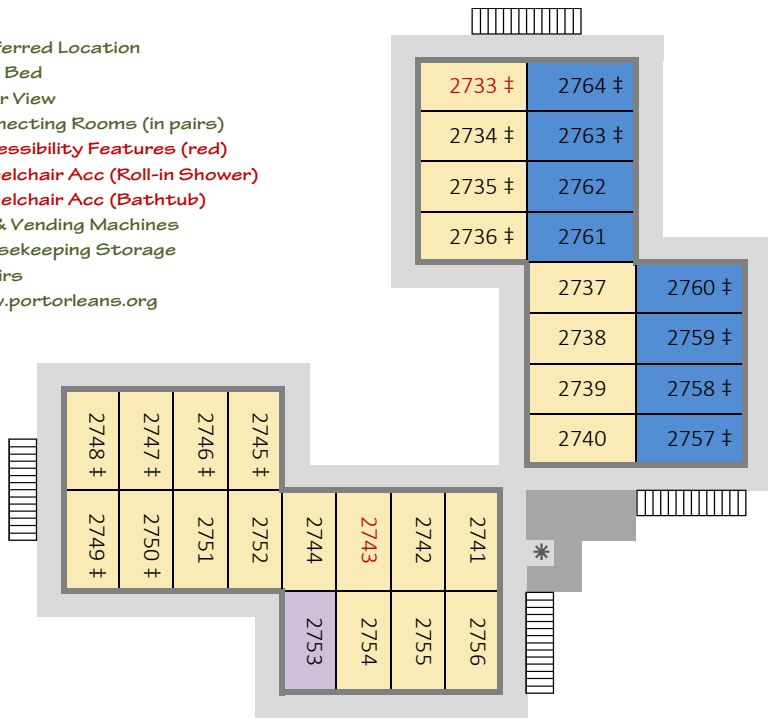 ferred Location
Bed
r View
necting Rooms (in pairs)
essibility Features (red)
elchair Acc (Roll-in Shower)
elchair Acc (Bathtub)
& Vending Machines
sekeeping Storage
irs
.portorleans.org
2733 ‡ 2764 ‡
2734 ‡ 2763 ‡
2735 ‡ 2762
2736 ‡ 2761
2737 2760 ‡
2738 2759 ‡
2739 2758 ‡
2740 2757 ‡
2748 ‡
2747 ‡
2746 ‡
2745 ‡
2749 ‡
2750 ‡
2751
2752
2744
2743
2742
2741
2753
2754
2755
2756